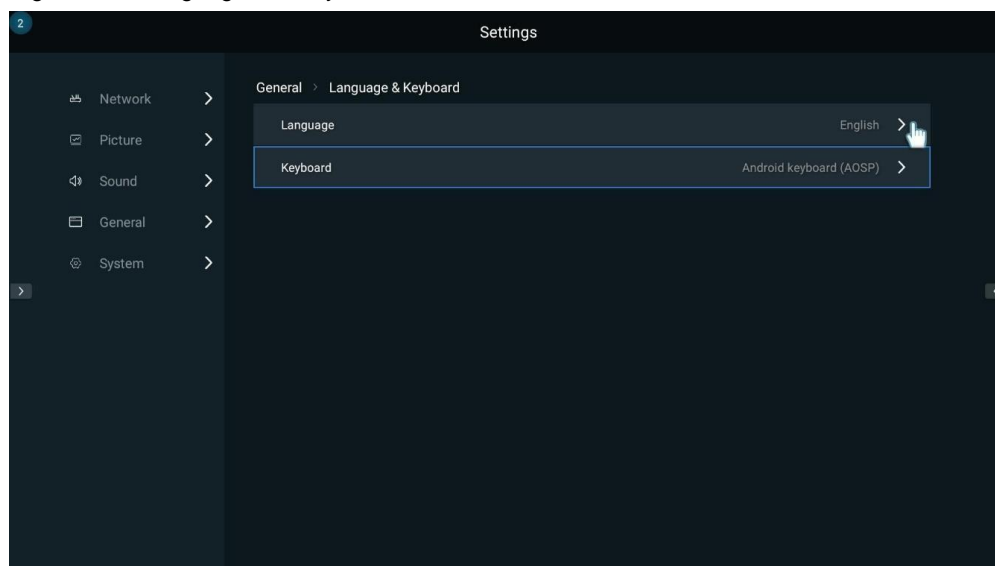 2
Settings
Network
Picture
Sound
General
System
General > Language & Keyboard
Language English
Keyboard Android keyboard (AOSP)